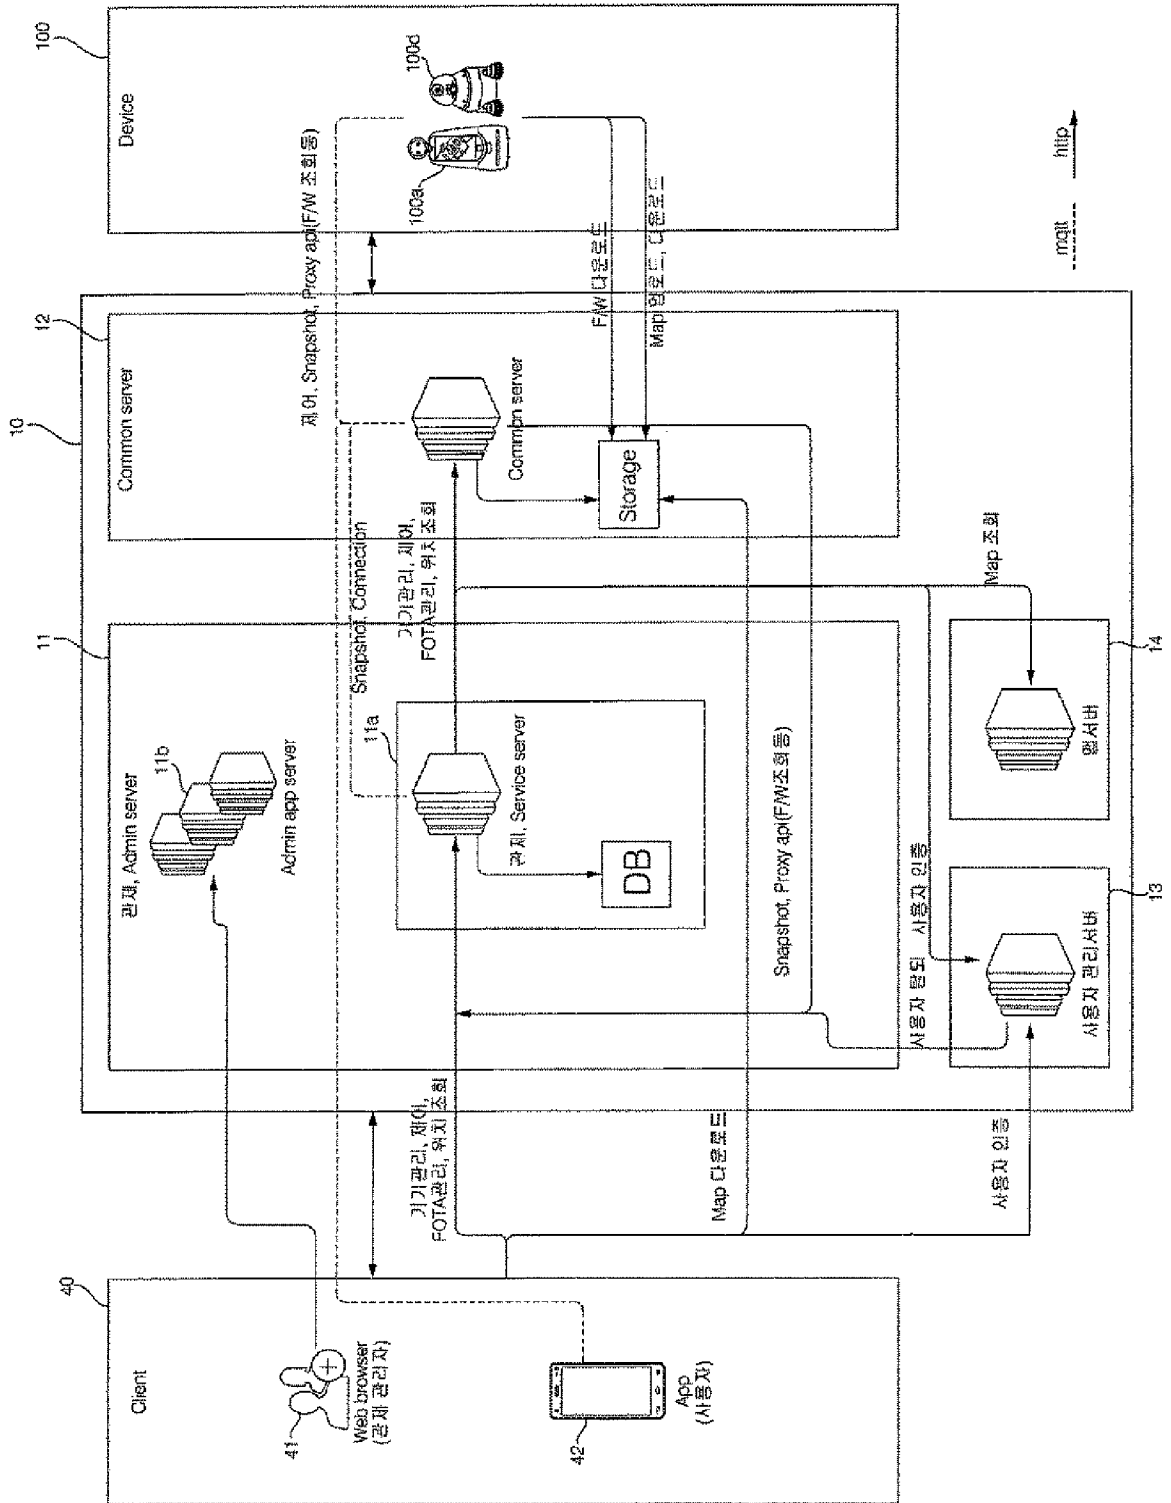 Client
40
41
Web browser
(관제 관리자)
42
App
(사용자)
10
11
관제, Admin server
11b
Admin app server
기기관리, 제어,
FOTA관리, 위치 조회
Map 다운로드
사용자 인증
11a
관제, Service server
DB
Snapshot, Connection
기기관리, 제어,
FOTA관리, 위치 조회
Snapshot, Proxy api(F/W조회등)
사용자 탈퇴
사용자 인증
사용자 관리서버
13
맵서버
14
Map 조회
12
Common server
Common server
Storage
제어, Snapshot, Proxy api(F/W 조회등)
F/W 다운로드
Map 업로드, 다운로드
100
Device
100a
100d
mqtt
http